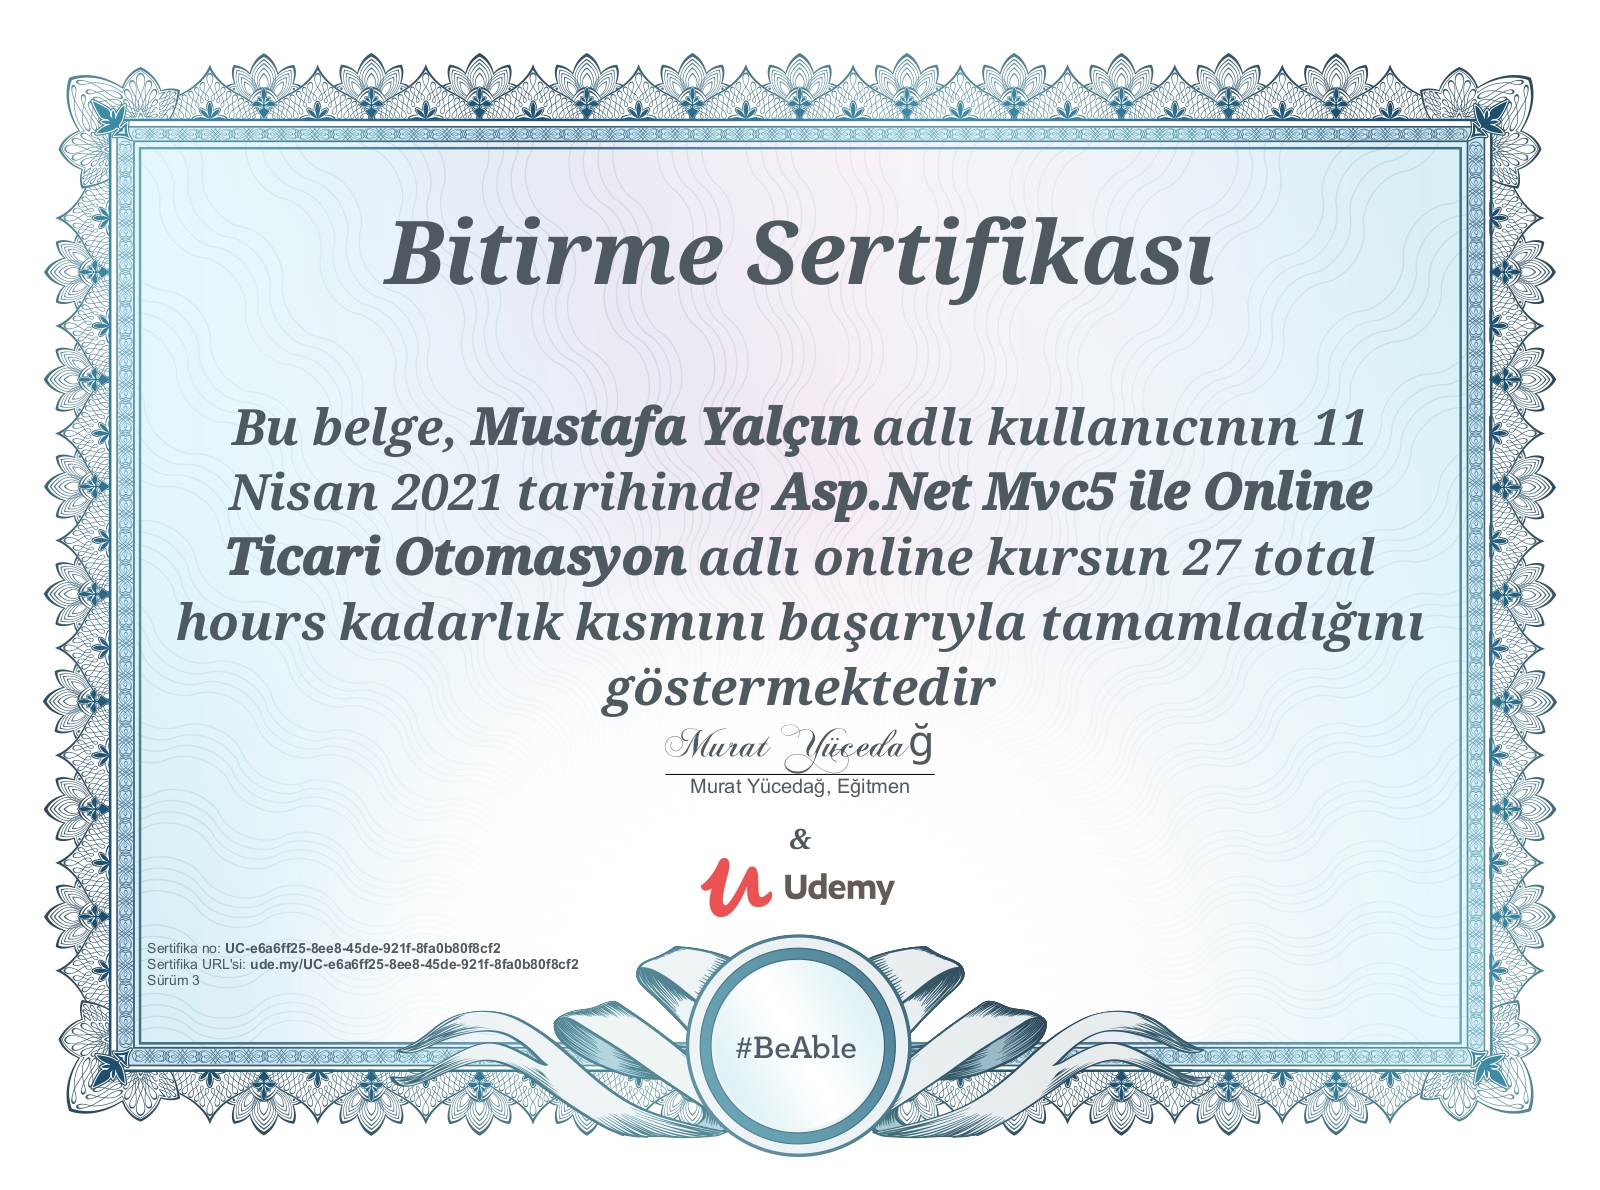 Bitirme Sertifikası
Bu belge, Mustafa Yalçın adlı kullanıcının 11
Nisan 2021 tarihinde Asp.Net Mvc5 ile Online
Ticari Otomasyon adlı online kursun 27 total
hours kadarlık kısmını başarıyla tamamladığını
göstermektedir
Murat Yücedağ
Murat Yücedağ, Eğitmen
&
Udemy
Sertifika no: UC-e6a6ff25-8ee8-45de-921f-8fa0b80f8cf2
Sertifika URL'si: ude.my/UC-e6a6ff25-8ee8-45de-921f-8fa0b80f8cf2
Sürüm 3
#BeAble